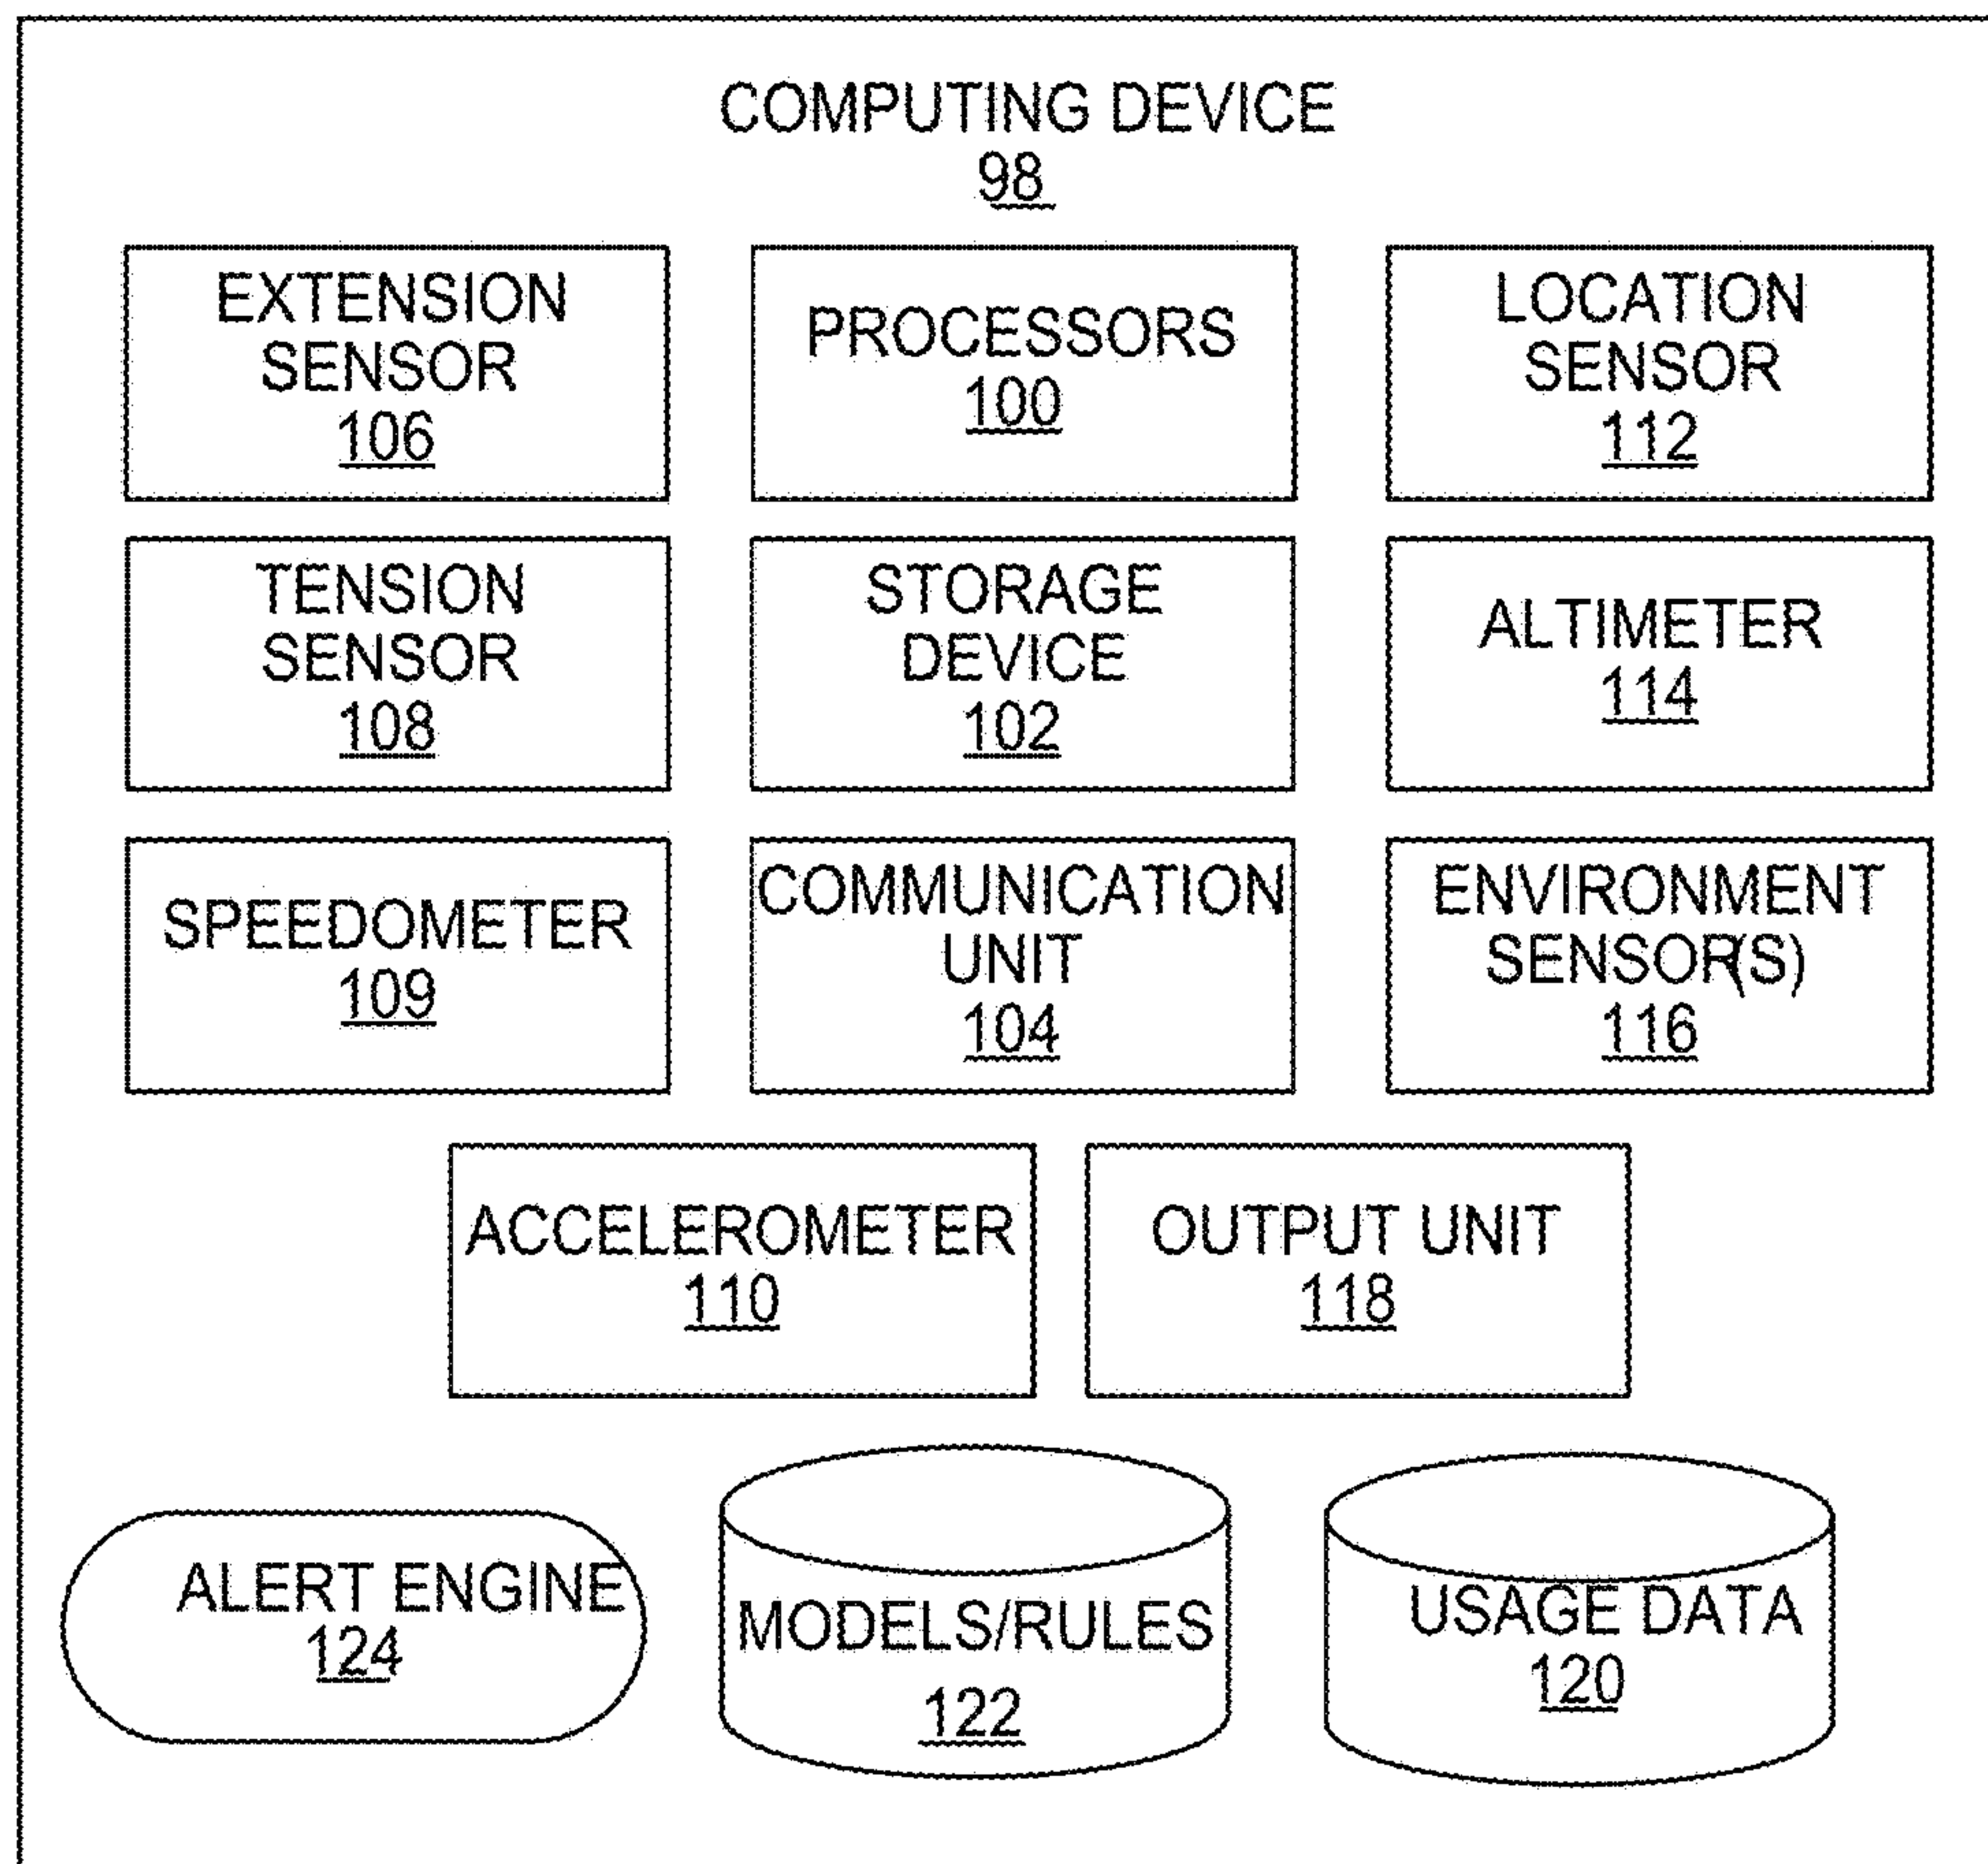 COMPUTING DEVICE
98
EXTENSION
SENSOR
106
PROCESSORS
100
LOCATION
SENSOR
112
TENSION
SENSOR
108
STORAGE
DEVICE
102
ALTIMETER
114
SPEEDOMETER
109
COMMUNICATION
UNIT
104
ENVIRONMENT
SENSOR(S)
116
ACCELEROMETER
110
OUTPUT UNIT
118
ALERT ENGINE
124
MODELS/RULES
122
USAGE DATA
120